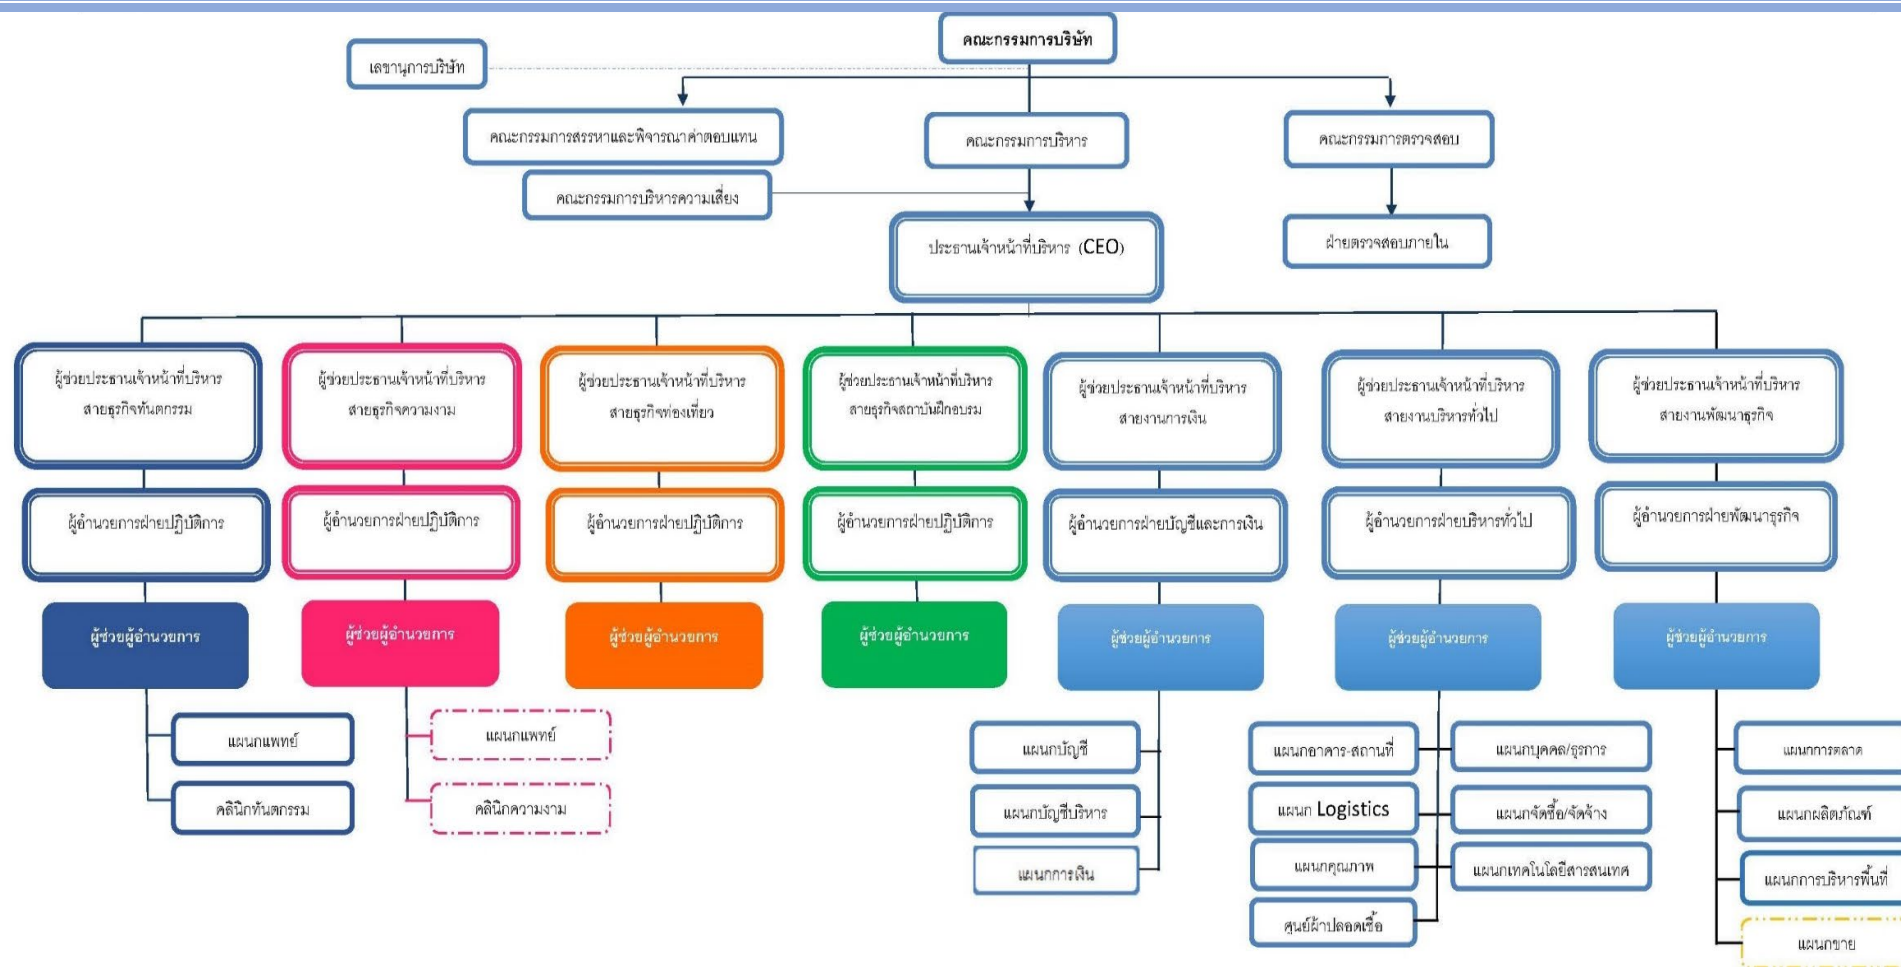 คณะกรรมการบริษัท
เลขานุการบริษัท
คณะกรรมการสรรหาและพิจารณาค่าตอบแทน
คณะกรรมการบริหาร
คณะกรรมการตรวจสอบ
คณะกรรมการบริหารความเสี่ยง
ประธานเจ้าหน้าที่บริหาร (CEO)
ฝ่ายตรวจสอบภายใน
ผู้ช่วยประธานเจ้าหน้าที่บริหาร
สายธุรกิจทันตกรรม
ผู้ช่วยประธานเจ้าหน้าที่บริหาร
สายธุรกิจความงาม
ผู้ช่วยประธานเจ้าหน้าที่บริหาร
สายธุรกิจท่องเที่ยว
ผู้ช่วยประธานเจ้าหน้าที่บริหาร
สายธุรกิจสถาบันฝึกอบรม
ผู้ช่วยประธานเจ้าหน้าที่บริหาร
สายงานการเงิน
ผู้ช่วยประธานเจ้าหน้าที่บริหาร
สายงานบริหารทั่วไป
ผู้ช่วยประธานเจ้าหน้าที่บริหาร
สายงานพัฒนาธุรกิจ
ผู้อำนวยการฝ่ายปฏิบัติการ
ผู้อำนวยการฝ่ายปฏิบัติการ
ผู้อำนวยการฝ่ายปฏิบัติการ
ผู้อำนวยการฝ่ายปฏิบัติการ
ผู้อำนวยการฝ่ายบัญชีและการเงิน
ผู้อำนวยการฝ่ายบริหารทั่วไป
ผู้อำนวยการฝ่ายพัฒนาธุรกิจ
ผู้ช่วยผู้อำนวยการ
ผู้ช่วยผู้อำนวยการ
ผู้ช่วยผู้อำนวยการ
ผู้ช่วยผู้อำนวยการ
ผู้ช่วยผู้อำนวยการ
ผู้ช่วยผู้อำนวยการ
ผู้ช่วยผู้อำนวยการ
แผนกแพทย์
คลินิกทันตกรรม
แผนกแพทย์
คลินิกความงาม
แผนกบัญชี
แผนกบัญชีบริหาร
แผนกการเงิน
แผนกอาคาร-สถานที่
แผนกบุคคล/ธุรการ
แผนก Logistics
แผนกจัดซื้อ/จัดจ้าง
แผนกคุณภาพ
แผนกเทคโนโลยีสารสนเทศ
ศูนย์ผ้าปลอดเชื้อ
แผนกการตลาด
แผนกผลิตภัณฑ์
แผนกการบริหารพื้นที่
แผนกขาย